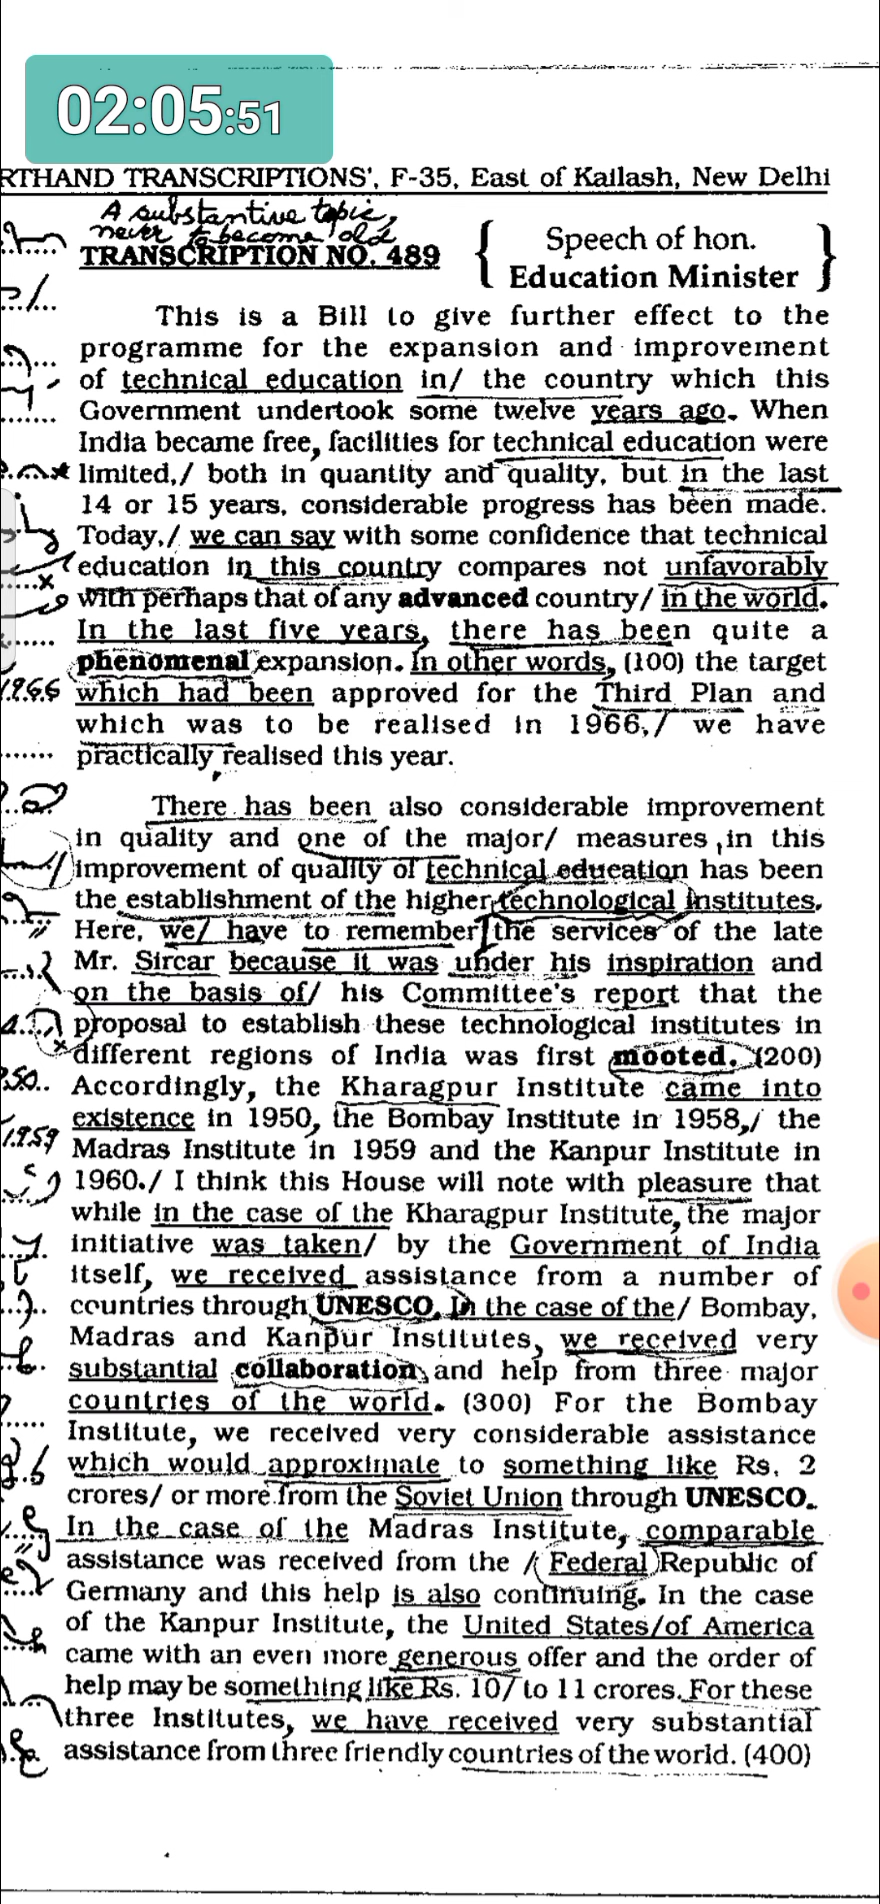 02:05:51
RTHAND TRANSCRIPTIONS', F-35, East of Kailash, New Delhi
A substantive topic,
never to become old
TRANSCRIPTION NO. 489
Speech of hon.
Education Minister
This is a Bill to give further effect to the
programme for the expansion and improvement
of technical education in/ the country which this
Government undertook some twelve years ago. When
India became free, facilities for technical education were
limited,/ both in quantity and quality, but in the last
14 or 15 years, considerable progress has been made.
Today,/ we can say with some confidence that technical
education in this country compares not unfavorably
with perhaps that of any advanced country/ in the world.
In the last five years, there has been quite a
phenomenal expansion. In other words, (100) the target
1966 which had been approved for the Third Plan and
which was to be realised in 1966,/ we have
practically realised this year.
There has been also considerable improvement
in quality and one of the major/ measures, in this
improvement of quality of technical education has been
the establishment of the higher technological institutes.
Here, we/ have to remember the services of the late
Mr. Sircar because it was under his inspiration and
on the basis of/ his Committee's report that the
proposal to establish these technological institutes in
different regions of India was first mooted. (200)
50.. Accordingly, the Kharagpur Institute came into
existence in 1950, the Bombay Institute in 1958,/ the
1959 Madras Institute in 1959 and the Kanpur Institute in
1960./ I think this House will note with pleasure that
while in the case of the Kharagpur Institute, the major
initiative was taken/ by the Government of India
itself, we received assistance from a number of
countries through UNESCO. In the case of the/ Bombay,
Madras and Kanpur Institutes, we received very
substantial collaboration and help from three major
countries of the world. (300) For the Bombay
Institute, we received very considerable assistance
which would approximate to something like Rs. 2
crores/ or more from the Soviet Union through UNESCO.
In the case of the Madras Institute, comparable
assistance was received from the / Federal Republic of
Germany and this help is also continuing. In the case
of the Kanpur Institute, the United States/of America
came with an even more generous offer and the order of
help may be something like Rs. 10/ to 11 crores. For these
three Institutes, we have received very substantial
assistance from three friendly countries of the world. (400)